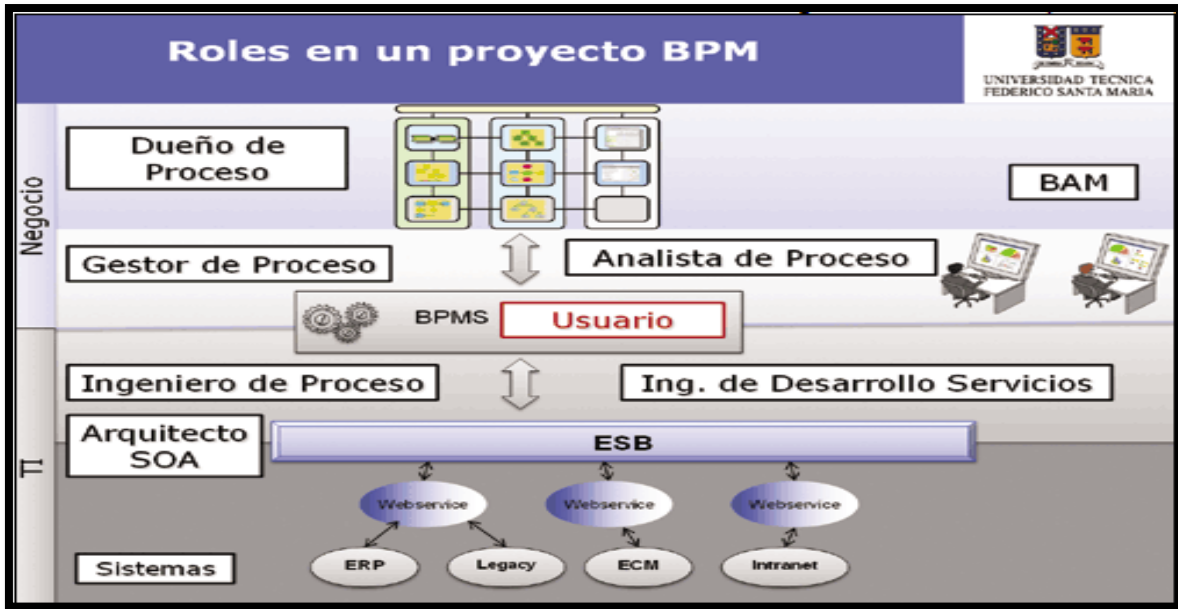 Roles en un proyecto BPM
UNIVERSIDAD TECNICA
FEDERICO SANTA MARIA
Negocio
Dueño de
Proceso
BAM
Gestor de Proceso
Analista de Proceso
BPMS
Usuario
TI
Ingeniero de Proceso
Ing. de Desarrollo Servicios
Arquitecto
SOA
ESB
Webservice
Webservice
Webservice
Sistemas
ERP
Legacy
ECM
Intranet